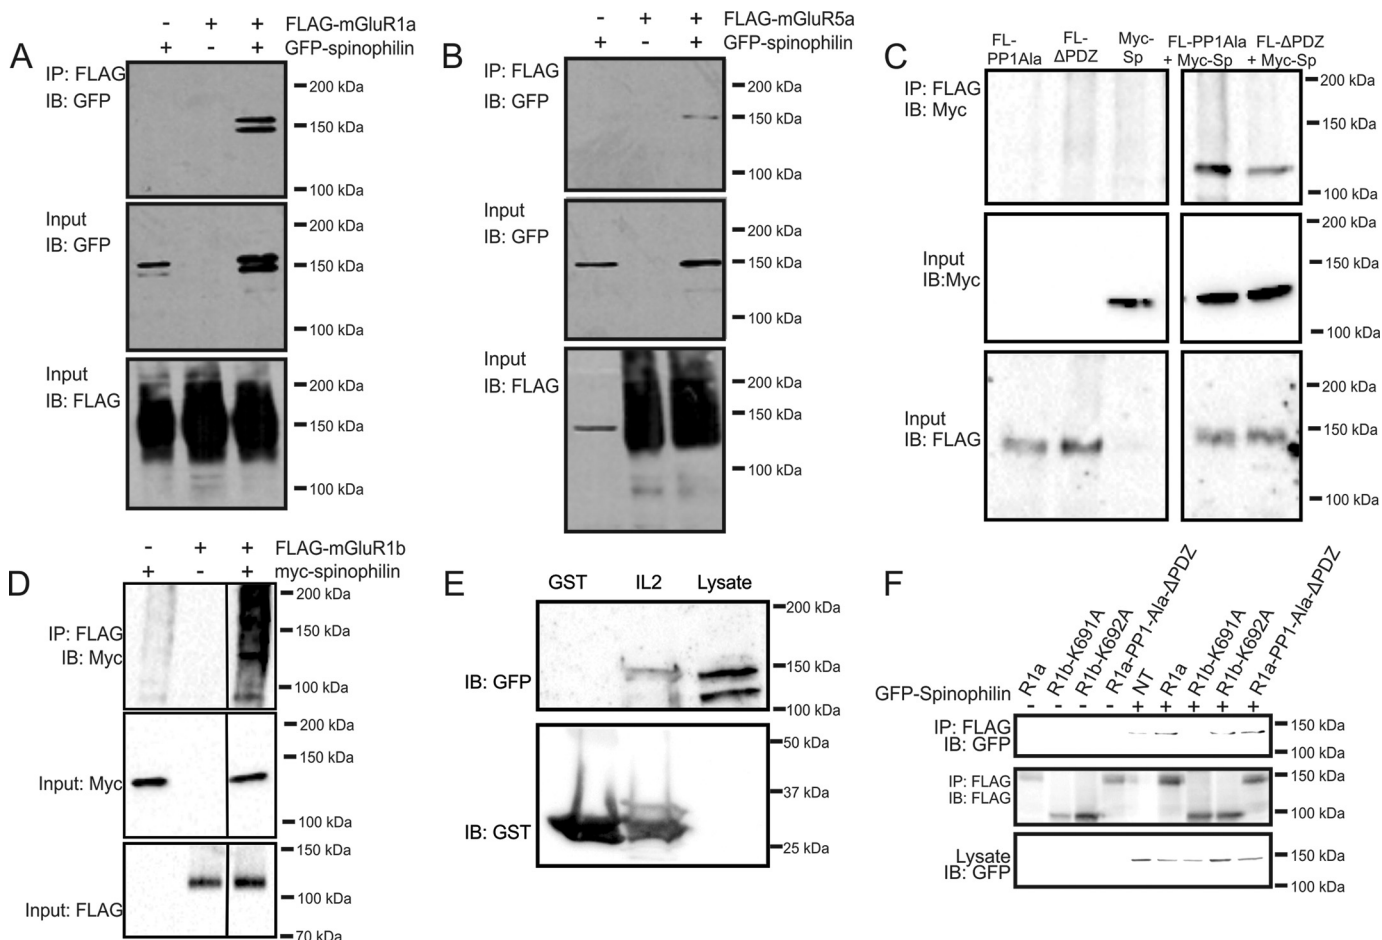 A
- + + FLAG-mGluR1a
+ - + GFP-spinophilin
IP: FLAG
IB: GFP
200 kDa
150 kDa
100 kDa
Input
IB: GFP
200 kDa
150 kDa
100 kDa
Input
IB: FLAG
200 kDa
150 kDa
100 kDa
B
- + + FLAG-mGluR5a
+ - + GFP-spinophilin
IP: FLAG
IB: GFP
200 kDa
150 kDa
100 kDa
Input
IB: GFP
200 kDa
150 kDa
100 kDa
Input
IB: FLAG
200 kDa
150 kDa
100 kDa
C
FL-
PP1Ala
FL-
ΔPDZ
Myc-
Sp
FL-PP1Ala
+ Myc-Sp
FL-ΔPDZ
+ Myc-Sp
IP: FLAG
IB: Myc
200 kDa
150 kDa
100 kDa
Input
IB:Myc
200 kDa
150 kDa
100 kDa
Input
IB: FLAG
200 kDa
150 kDa
100 kDa
D
- + + FLAG-mGluR1b
+ - + myc-spinophilin
IP: FLAG
IB: Myc
200 kDa
150 kDa
100 kDa
Input: Myc
200 kDa
150 kDa
100 kDa
Input: FLAG
150 kDa
100 kDa
70 kDa
E
GST IL2 Lysate
IB: GFP
200 kDa
150 kDa
100 kDa
IB: GST
50 kDa
37 kDa
25 kDa
F
R1a
R1b-K691A
R1b-K692A
R1a-PP1-Ala-ΔPDZ
NT
R1a
R1b-K691A
R1b-K692A
R1a-PP1-Ala-ΔPDZ
GFP-Spinophilin - - - - + + + + +
IP: FLAG
IB: GFP
150 kDa
100 kDa
IP: FLAG
IB: FLAG
150 kDa
100 kDa
Lysate
IB: GFP
150 kDa
100 kDa